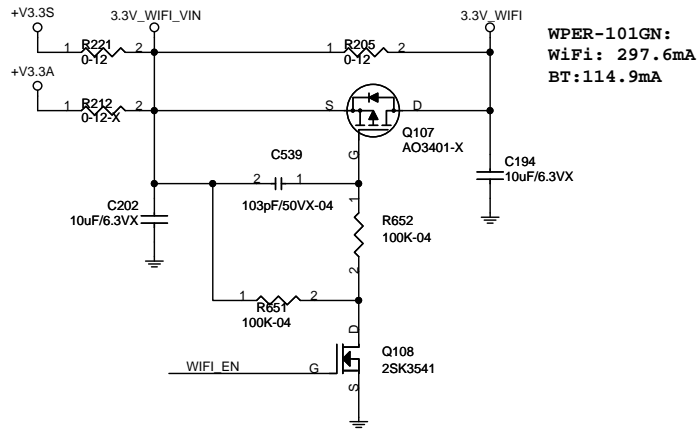 +V3.3S
3.3V_WIFI_VIN
3.3V_WIFI
WPER-101GN:
WiFi: 297.6mA
BT:114.9mA
1
R221
2
0-12
1
R205
2
0-12
+V3.3A
1
R212
2
0-12-X
S
D
Q107
AO3401-X
G
C539
2
1
103pF/50VX-04
C194
10uF/6.3VX
C202
10uF/6.3VX
1
R652
100K-04
2
1
R651
2
100K-04
D
Q108
2SK3541
WIFI_EN
G
S